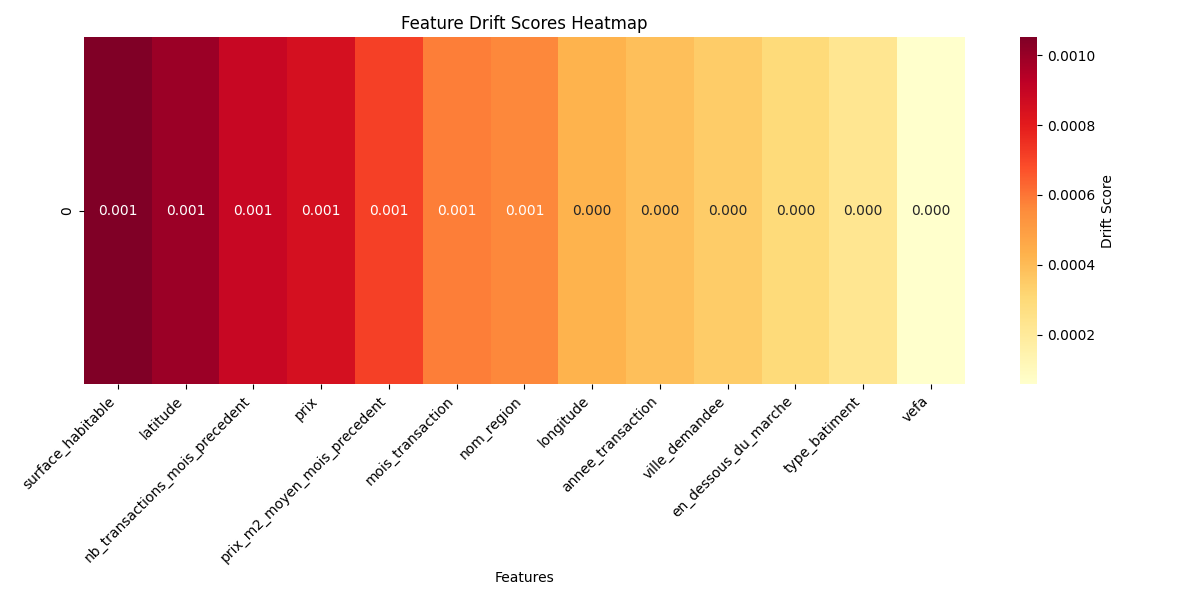 Feature Drift Scores Heatmap
0
0.001 0.001 0.001 0.001 0.001 0.001 0.001 0.000 0.000 0.000 0.000 0.000 0.000
surface_habitable
latitude
nb_transactions_mois_precedent
prix
prix_m2_moyen_mois_precedent
mois_transaction
nom_region
longitude
annee_transaction
ville_demandee
en_dessous_du_marche
type_batiment
vefa
Features
0.0010
0.0008
0.0006
0.0004
0.0002
Drift Score